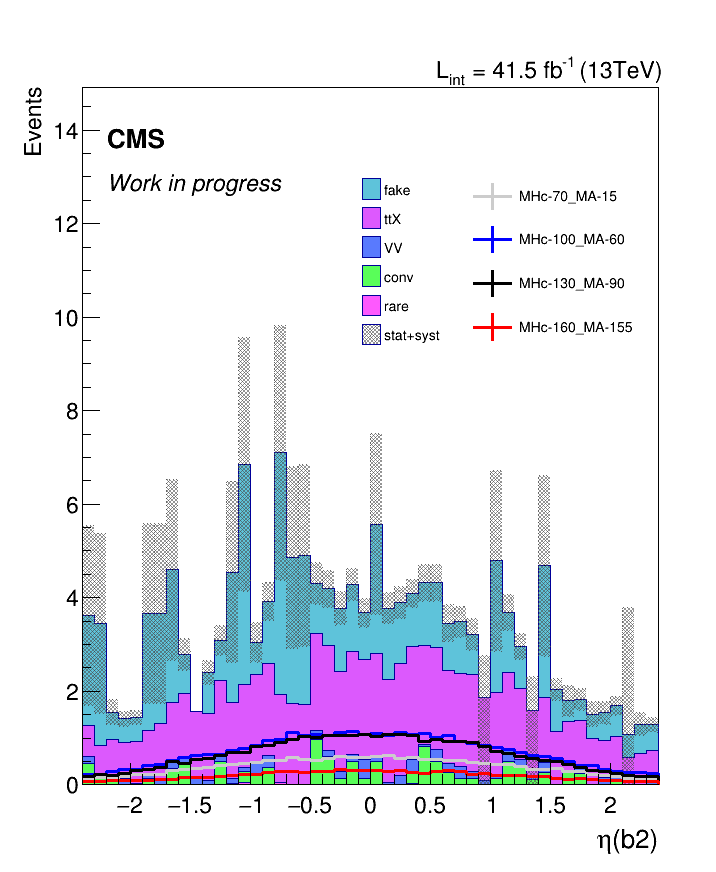 L_int = 41.5 fb^-1 (13TeV)
Events
CMS
Work in progress
fake
ttX
VV
conv
rare
stat+syst
MHc-70_MA-15
MHc-100_MA-60
MHc-130_MA-90
MHc-160_MA-155
14
12
10
8
6
4
2
0
−2 −1.5 −1 −0.5 0 0.5 1 1.5 2
η(b2)